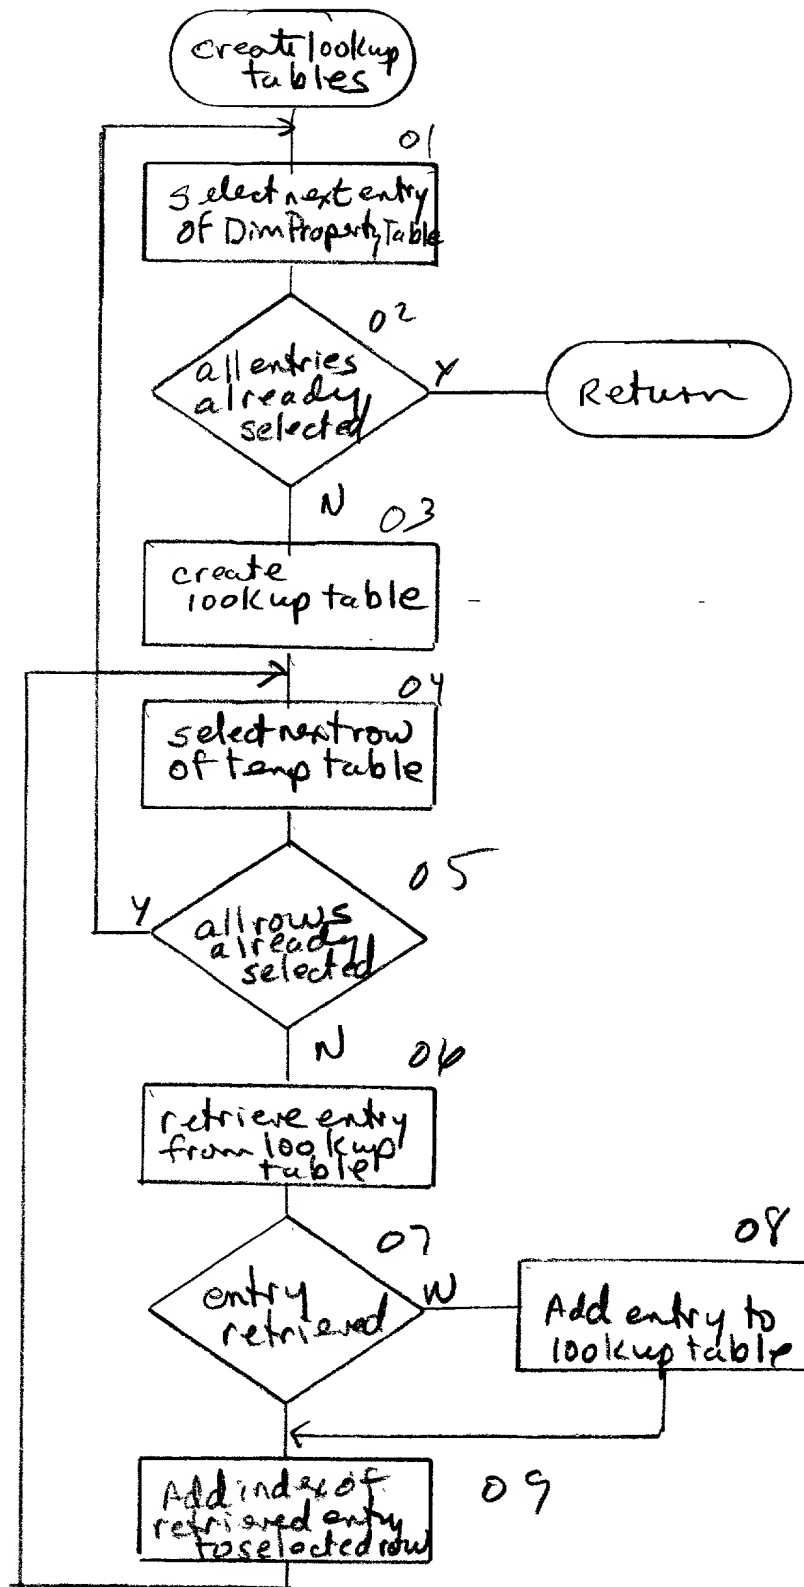 create lookup
tables
01
select next entry
of DimPropertyTable
02
all entries
already
selected
Y
Return
N
03
create
lookup table
04
select next row
of temp table
05
Y
all rows
already
selected
N
06
retrieve entry
from lookup
table
07
08
entry
retrieved
N
Add entry to
lookup table
Add index of
retrieved entry
to selected row
09